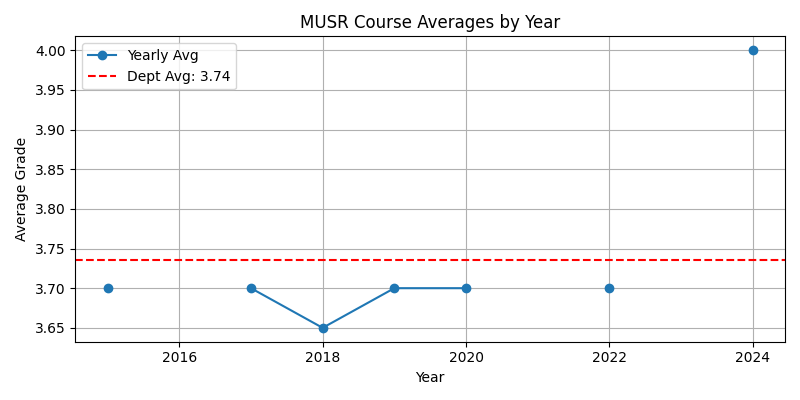 MUSR Course Averages by Year
Yearly Avg
Dept Avg: 3.74
Average Grade
4.00
3.95
3.90
3.85
3.80
3.75
3.70
3.65
2016 2018 2020 2022 2024
Year